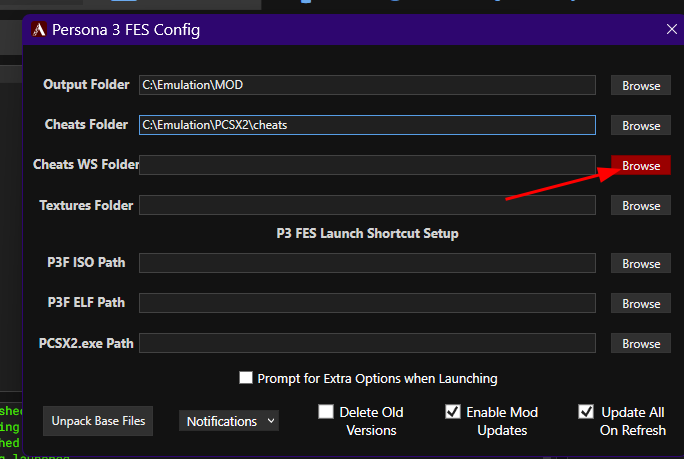 Persona 3 FES Config
Output Folder C:\Emulation\MOD Browse
Cheats Folder C:\Emulation\PCSX2\cheats Browse
Cheats WS Folder Browse
Textures Folder Browse
P3 FES Launch Shortcut Setup
P3F ISO Path Browse
P3F ELF Path Browse
PCSX2.exe Path Browse
Prompt for Extra Options when Launching
Unpack Base Files Notifications
Delete Old
Versions
Enable Mod
Updates
Update All
On Refresh